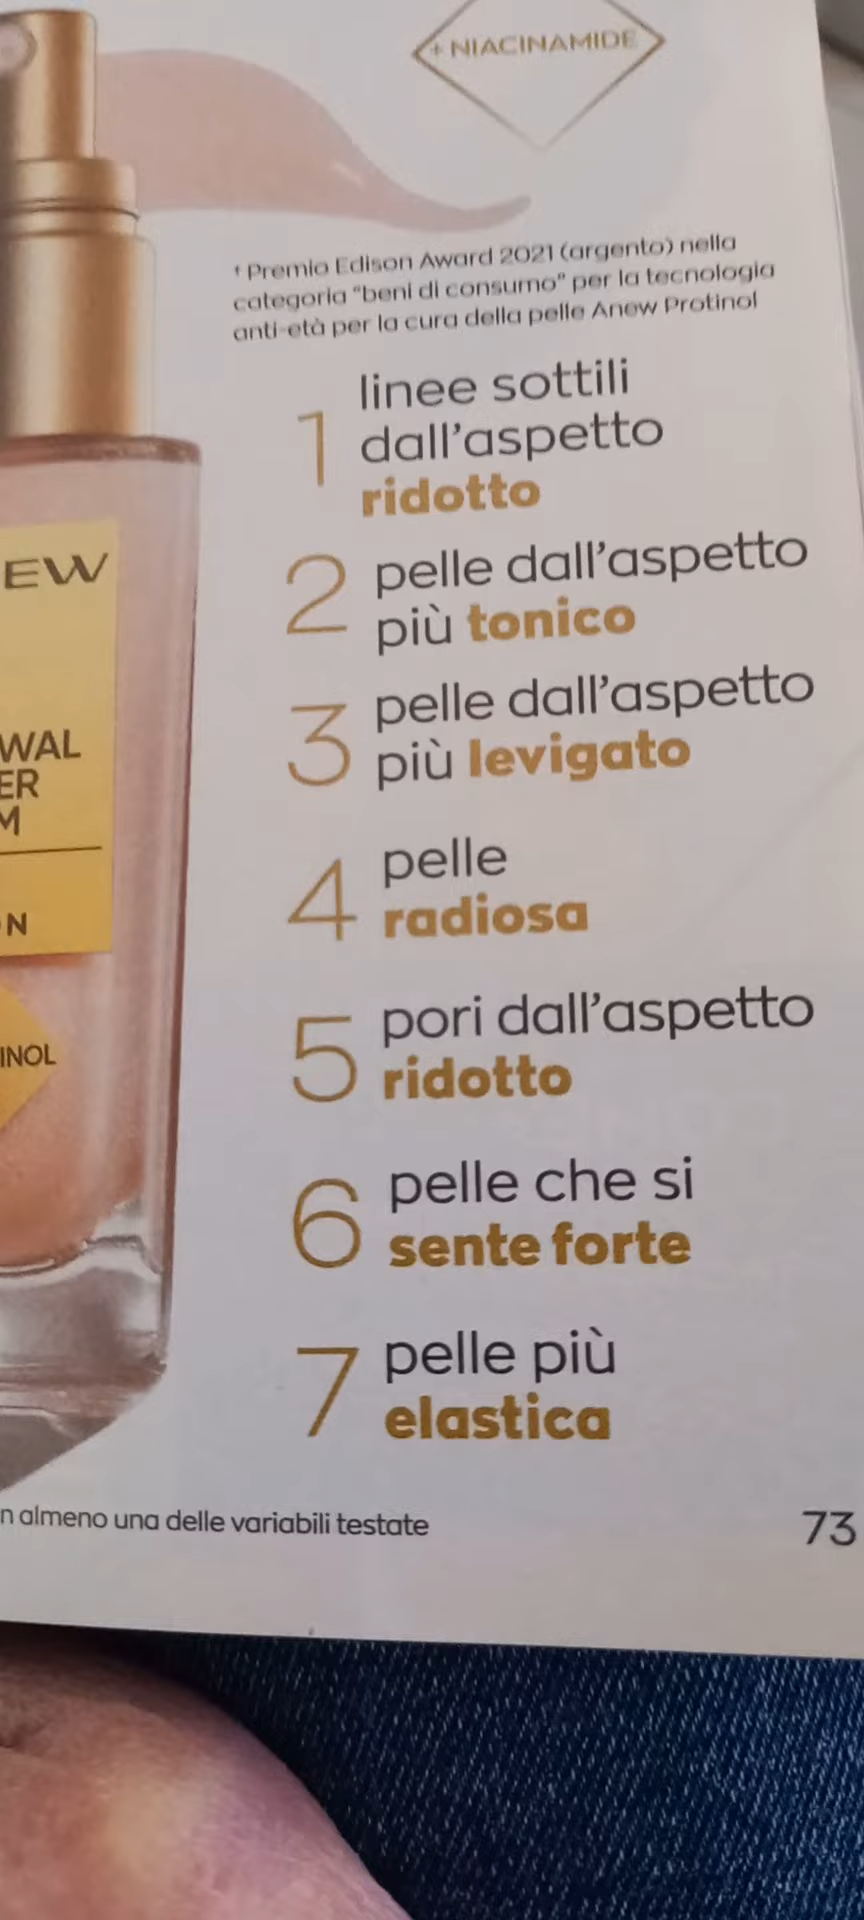 + NIACINAMIDE
† Premio Edison Award 2021 (argento) nella
categoria "beni di consumo" per la tecnologia
anti-età per la cura della pelle Anew Protinol
1 linee sottili
dall'aspetto
ridotto
2 pelle dall'aspetto
più tonico
3 pelle dall'aspetto
più levigato
4 pelle
radiosa
5 pori dall'aspetto
ridotto
6 pelle che si
sente forte
7 pelle più
elastica
EW
WAL
ER
M
N
INOL
n almeno una delle variabili testate
73